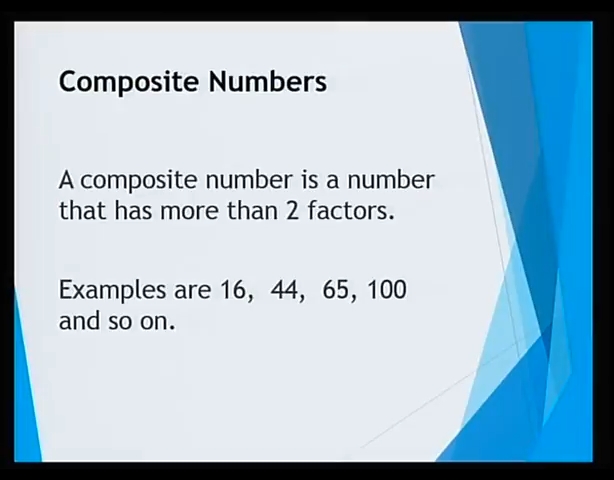 Composite Numbers
A composite number is a number
that has more than 2 factors.
Examples are 16, 44, 65, 100
and so on.